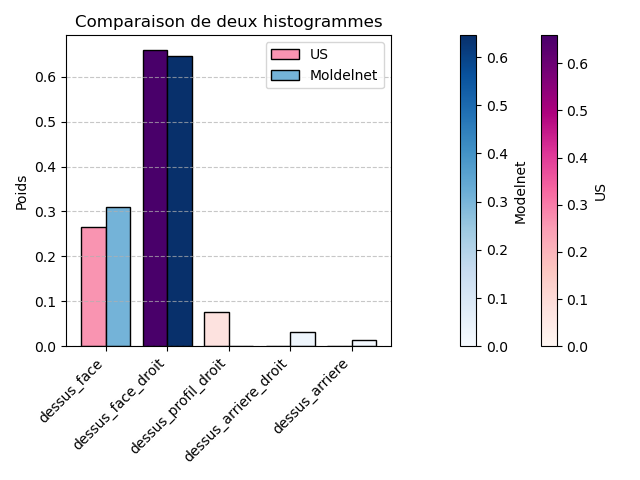 Comparaison de deux histogrammes
Poids
0.6
0.5
0.4
0.3
0.2
0.1
0.0
US
Moldelnet
dessus_face
dessus_face_droit
dessus_profil_droit
dessus_arriere_droit
dessus_arriere
0.6
0.5
0.4
0.3
0.2
0.1
0.0
Modelnet
0.6
0.5
0.4
0.3
0.2
0.1
0.0
US